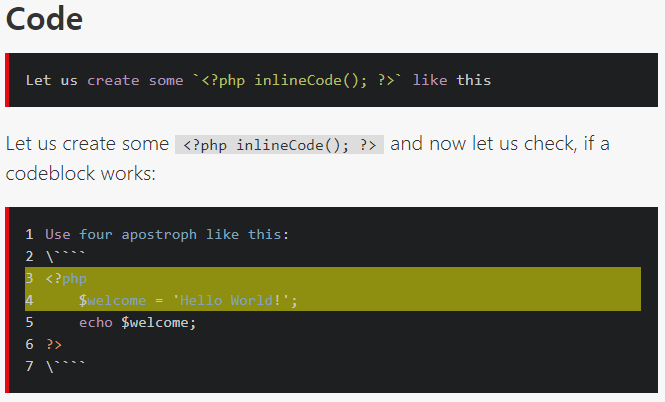 Code
Let us create some `<?php inlineCode(); ?>` like this
Let us create some <?php inlineCode(); ?> and now let us check, if a
codeblock works:
1 Use four apostroph like this:
2 \````
3 <?php
4     $welcome = 'Hello World!';
5     echo $welcome;
6 ?>
7 \````